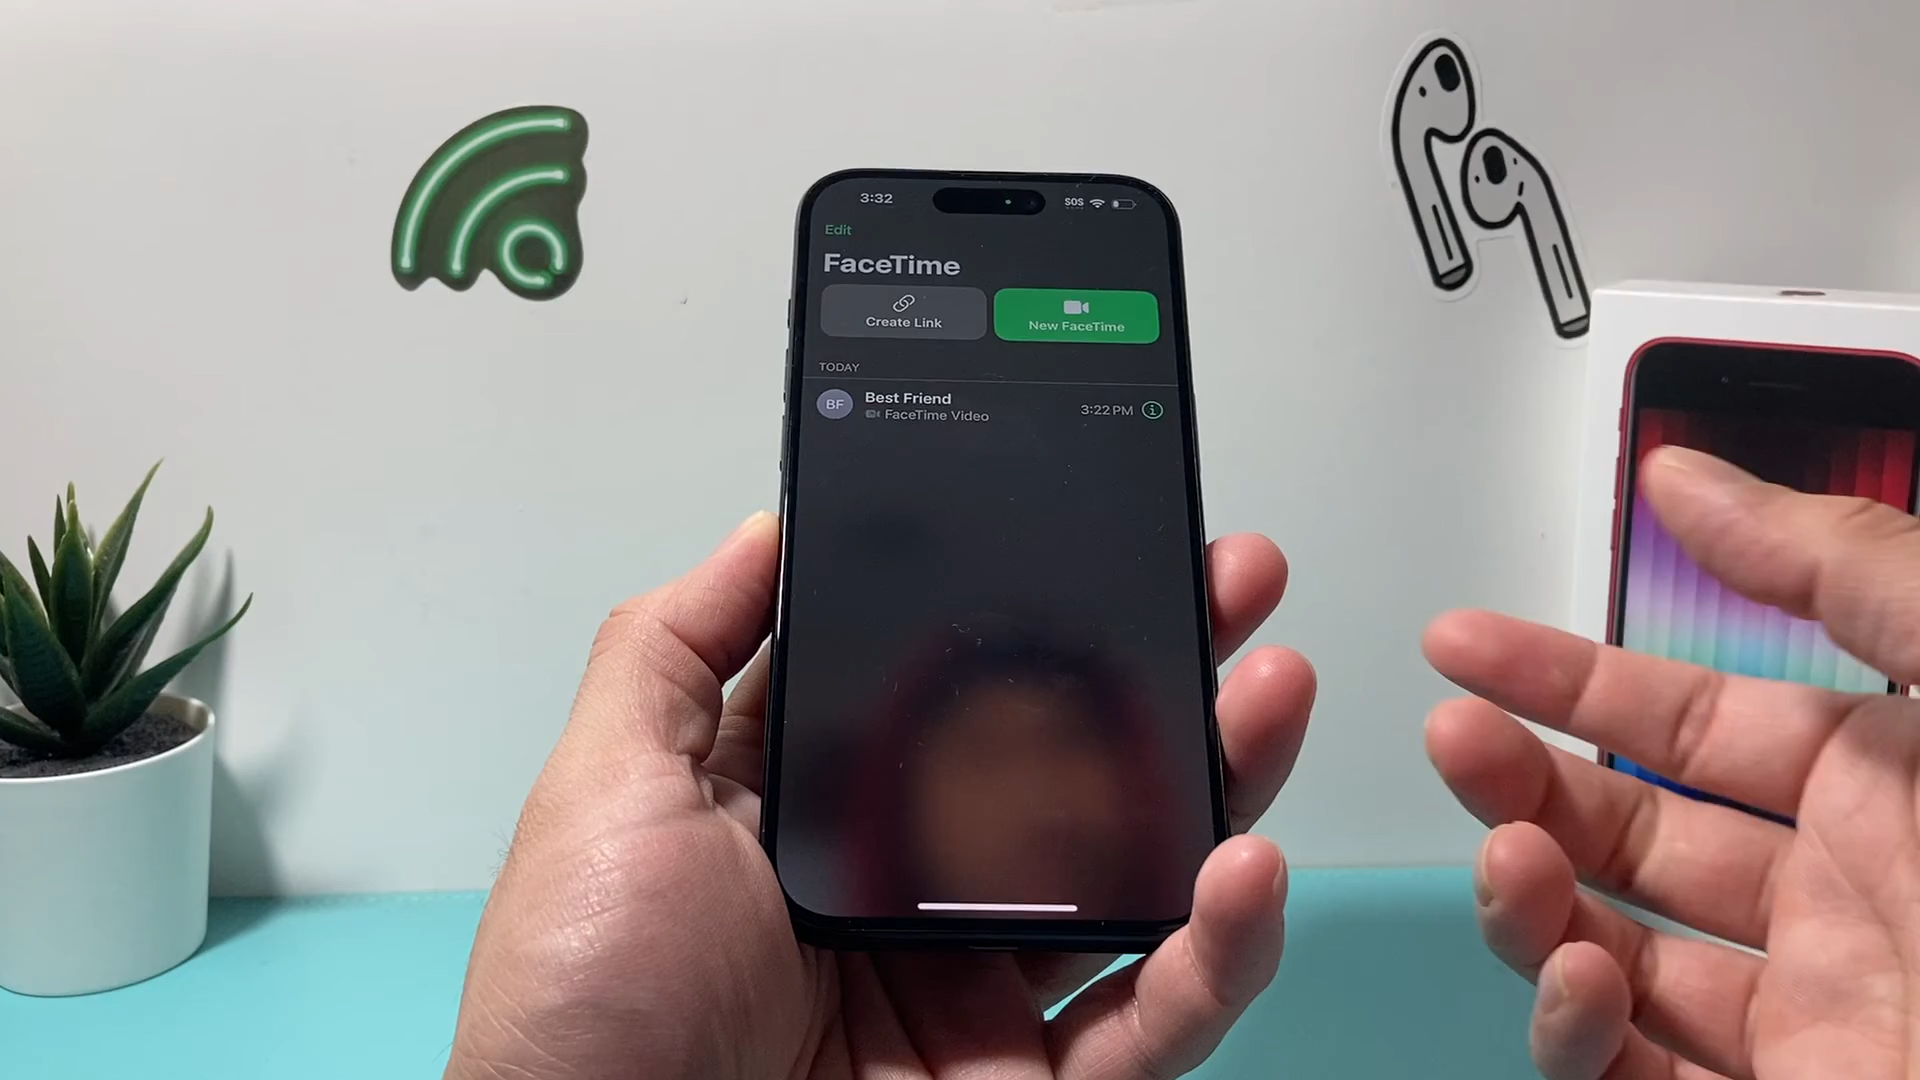 3:32
SOS
Edit
FaceTime
Create Link
New FaceTime
TODAY
BF
Best Friend
FaceTime Video
3:22 PM